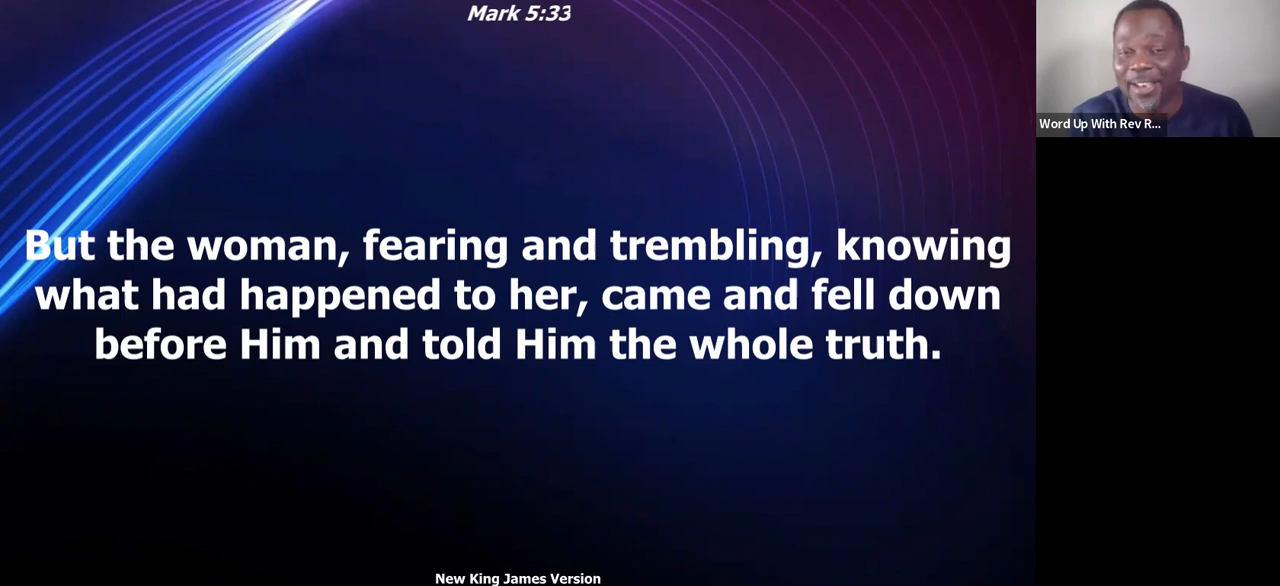 Mark 5:33
But the woman, fearing and trembling, knowing
what had happened to her, came and fell down
before Him and told Him the whole truth.
New King James Version
Word Up With Rev R...